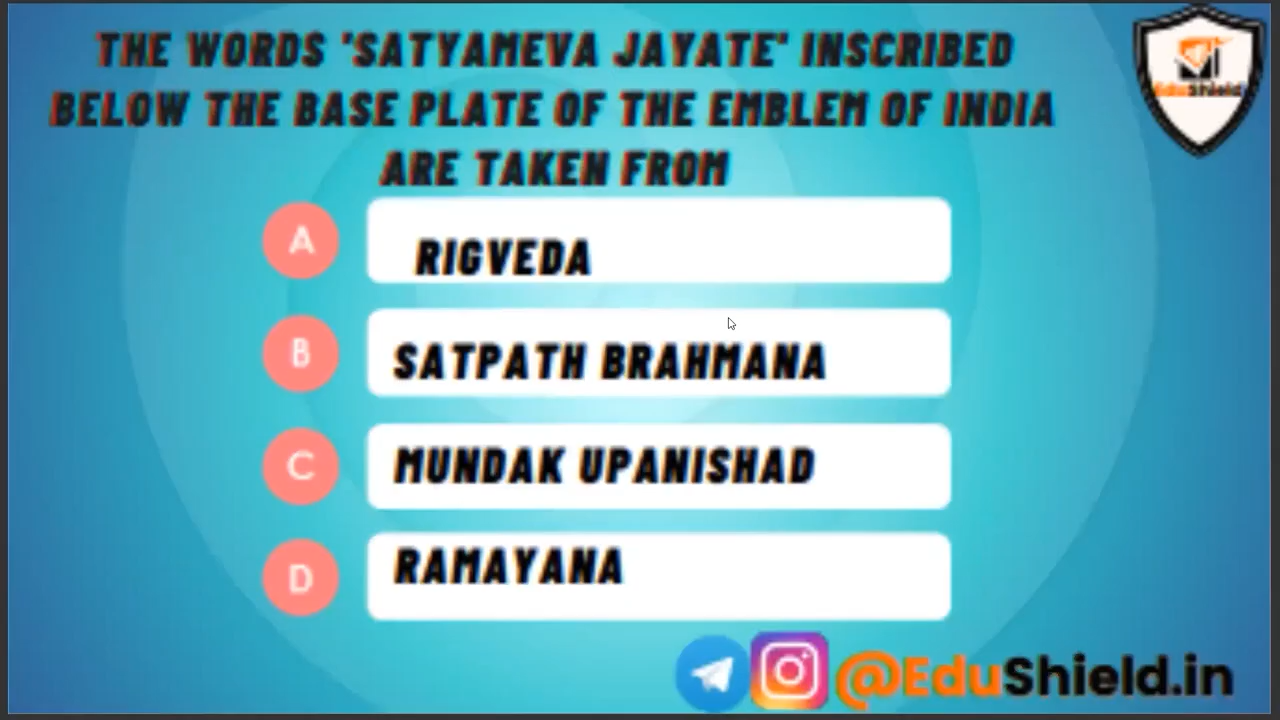 THE WORDS 'SATYAMEVA JAYATE' INSCRIBED
BELOW THE BASE PLATE OF THE EMBLEM OF INDIA
ARE TAKEN FROM
EduShield
A RIGVEDA
B SATPATH BRAHMANA
C MUNDAK UPANISHAD
D RAMAYANA
@EduShield.in